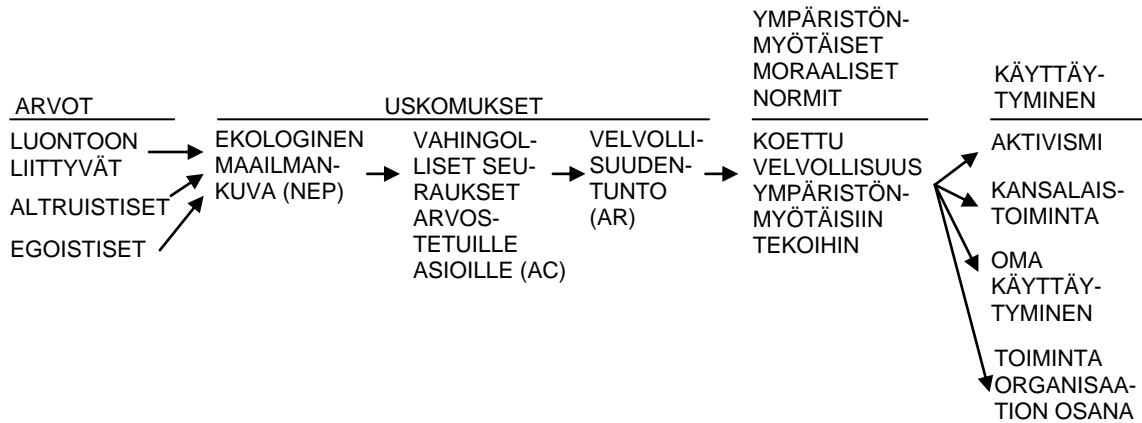 ARVOT
LUONTOON
LIITTYVÄT
ALTRUISTISET
EGOISTISET
USKOMUKSET
EKOLOGINEN
MAAILMAN-
KUVA (NEP)
VAHINGOL-
LISET SEU-
RAUKSET
ARVOS-
TETUILLE
ASIOILLE (AC)
VELVOLLI-
SUUDEN-
TUNTO
(AR)
YMPÄRISTÖN-
MYÖTÄISET
MORAALISET
NORMIT
KOETTU
VELVOLLISUUS
YMPÄRISTÖN-
MYÖTÄISIIN
TEKOIHIN
KÄYTTÄY-
TYMINEN
AKTIVISMI
KANSALAIS-
TOIMINTA
OMA
KÄYTTÄY-
TYMINEN
TOIMINTA
ORGANISAA-
TION OSANA